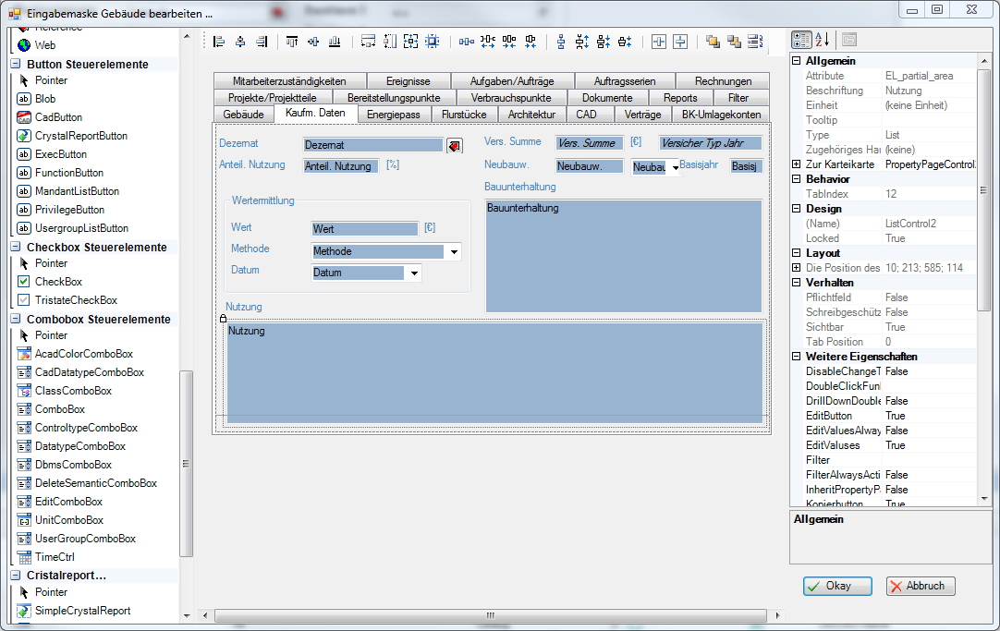 Eingabemaske Gebäude bearbeiten ...
Reference
Web
Button Steuerelemente
Pointer
Blob
CadButton
CrystalReportButton
ExecButton
FunctionButton
MandantListButton
PrivilegeButton
UsergroupListButton
Checkbox Steuerelemente
Pointer
CheckBox
TristateCheckBox
Combobox Steuerelemente
Pointer
AcadColorComboBox
CadDatatypeComboBox
ClassComboBox
ComboBox
ControltypeComboBox
DatatypeComboBox
DbmsComboBox
DeleteSemanticComboBox
EditComboBox
UnitComboBox
UserGroupComboBox
TimeCtrl
Cristalreport...
Pointer
SimpleCrystalReport
Mitarbeiterzuständigkeiten Ereignisse Aufgaben/Aufträge Auftragsserien Rechnungen
Projekte/Projektteile Bereitstellungspunkte Verbrauchspunkte Dokumente Reports Filter
Gebäude Kaufm. Daten Energiepass Flurstücke Architektur CAD Verträge BK-Umlagekonten
Dezernat Dezernat Vers. Summe Vers. Summe [€] Versicher Typ Jahr
Anteil. Nutzung Anteil. Nutzung [%] Neubauw. Neubauw. Neubau Basisjahr Basisj
Bauunterhaltung
Bauunterhaltung
Wertermittlung
Wert Wert [€]
Methode Methode
Datum Datum
Nutzung
Nutzung
Allgemein
Attribute EL_partial_area
Beschriftung Nutzung
Einheit (keine Einheit)
Tooltip
Type List
Zugehöriges Hau (keine)
Zur Karteikarte PropertyPageControl:
Behavior
TabIndex 12
Design
(Name) ListControl2
Locked True
Layout
Die Position des 10; 213; 585; 114
Verhalten
Pflichtfeld False
Schreibgeschütz False
Sichtbar True
Tab Position 0
Weitere Eigenschaften
DisableChangeT False
DoubleClickFun
DrillDownDouble False
EditButton True
EditValuesAlway False
EditValuses True
Filter
FilterAlwaysActi False
InheritPropertyP False
Kopierbutton True
Allgemein
Okay Abbruch